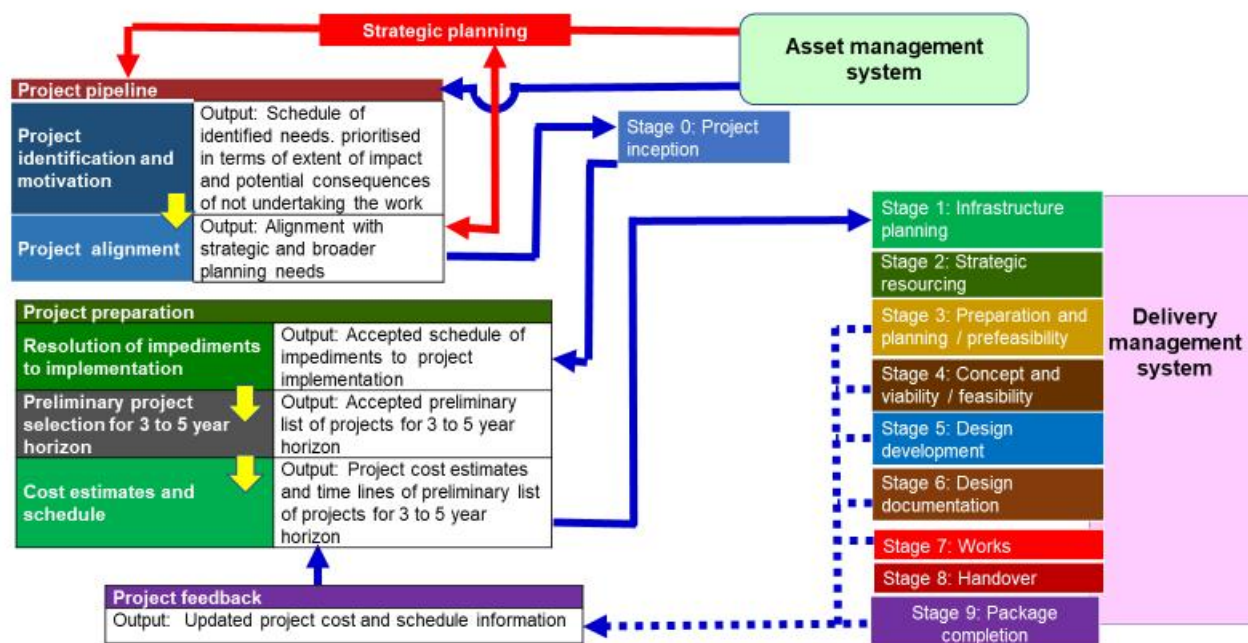 Strategic planning
Asset management
system
Project pipeline
Project
identification and
motivation
Output: Schedule of
identified needs. prioritised
in terms of extent of impact
and potential consequences
of not undertaking the work
Project alignment
Output: Alignment with
strategic and broader
planning needs
Stage 0: Project
inception
Project preparation
Resolution of impediments
to implementation
Output: Accepted schedule of
impediments to project
implementation
Preliminary project
selection for 3 to 5 year
horizon
Output: Accepted preliminary
list of projects for 3 to 5 year
horizon
Cost estimates and
schedule
Output: Project cost estimates
and time lines of preliminary list
of projects for 3 to 5 year
horizon
Project feedback
Output: Updated project cost and schedule information
Stage 1: Infrastructure
planning
Stage 2: Strategic
resourcing
Stage 3: Preparation and
planning / prefeasibility
Stage 4: Concept and
viability / feasibility
Stage 5: Design
development
Stage 6: Design
documentation
Stage 7: Works
Stage 8: Handover
Stage 9: Package
completion
Delivery
management
system